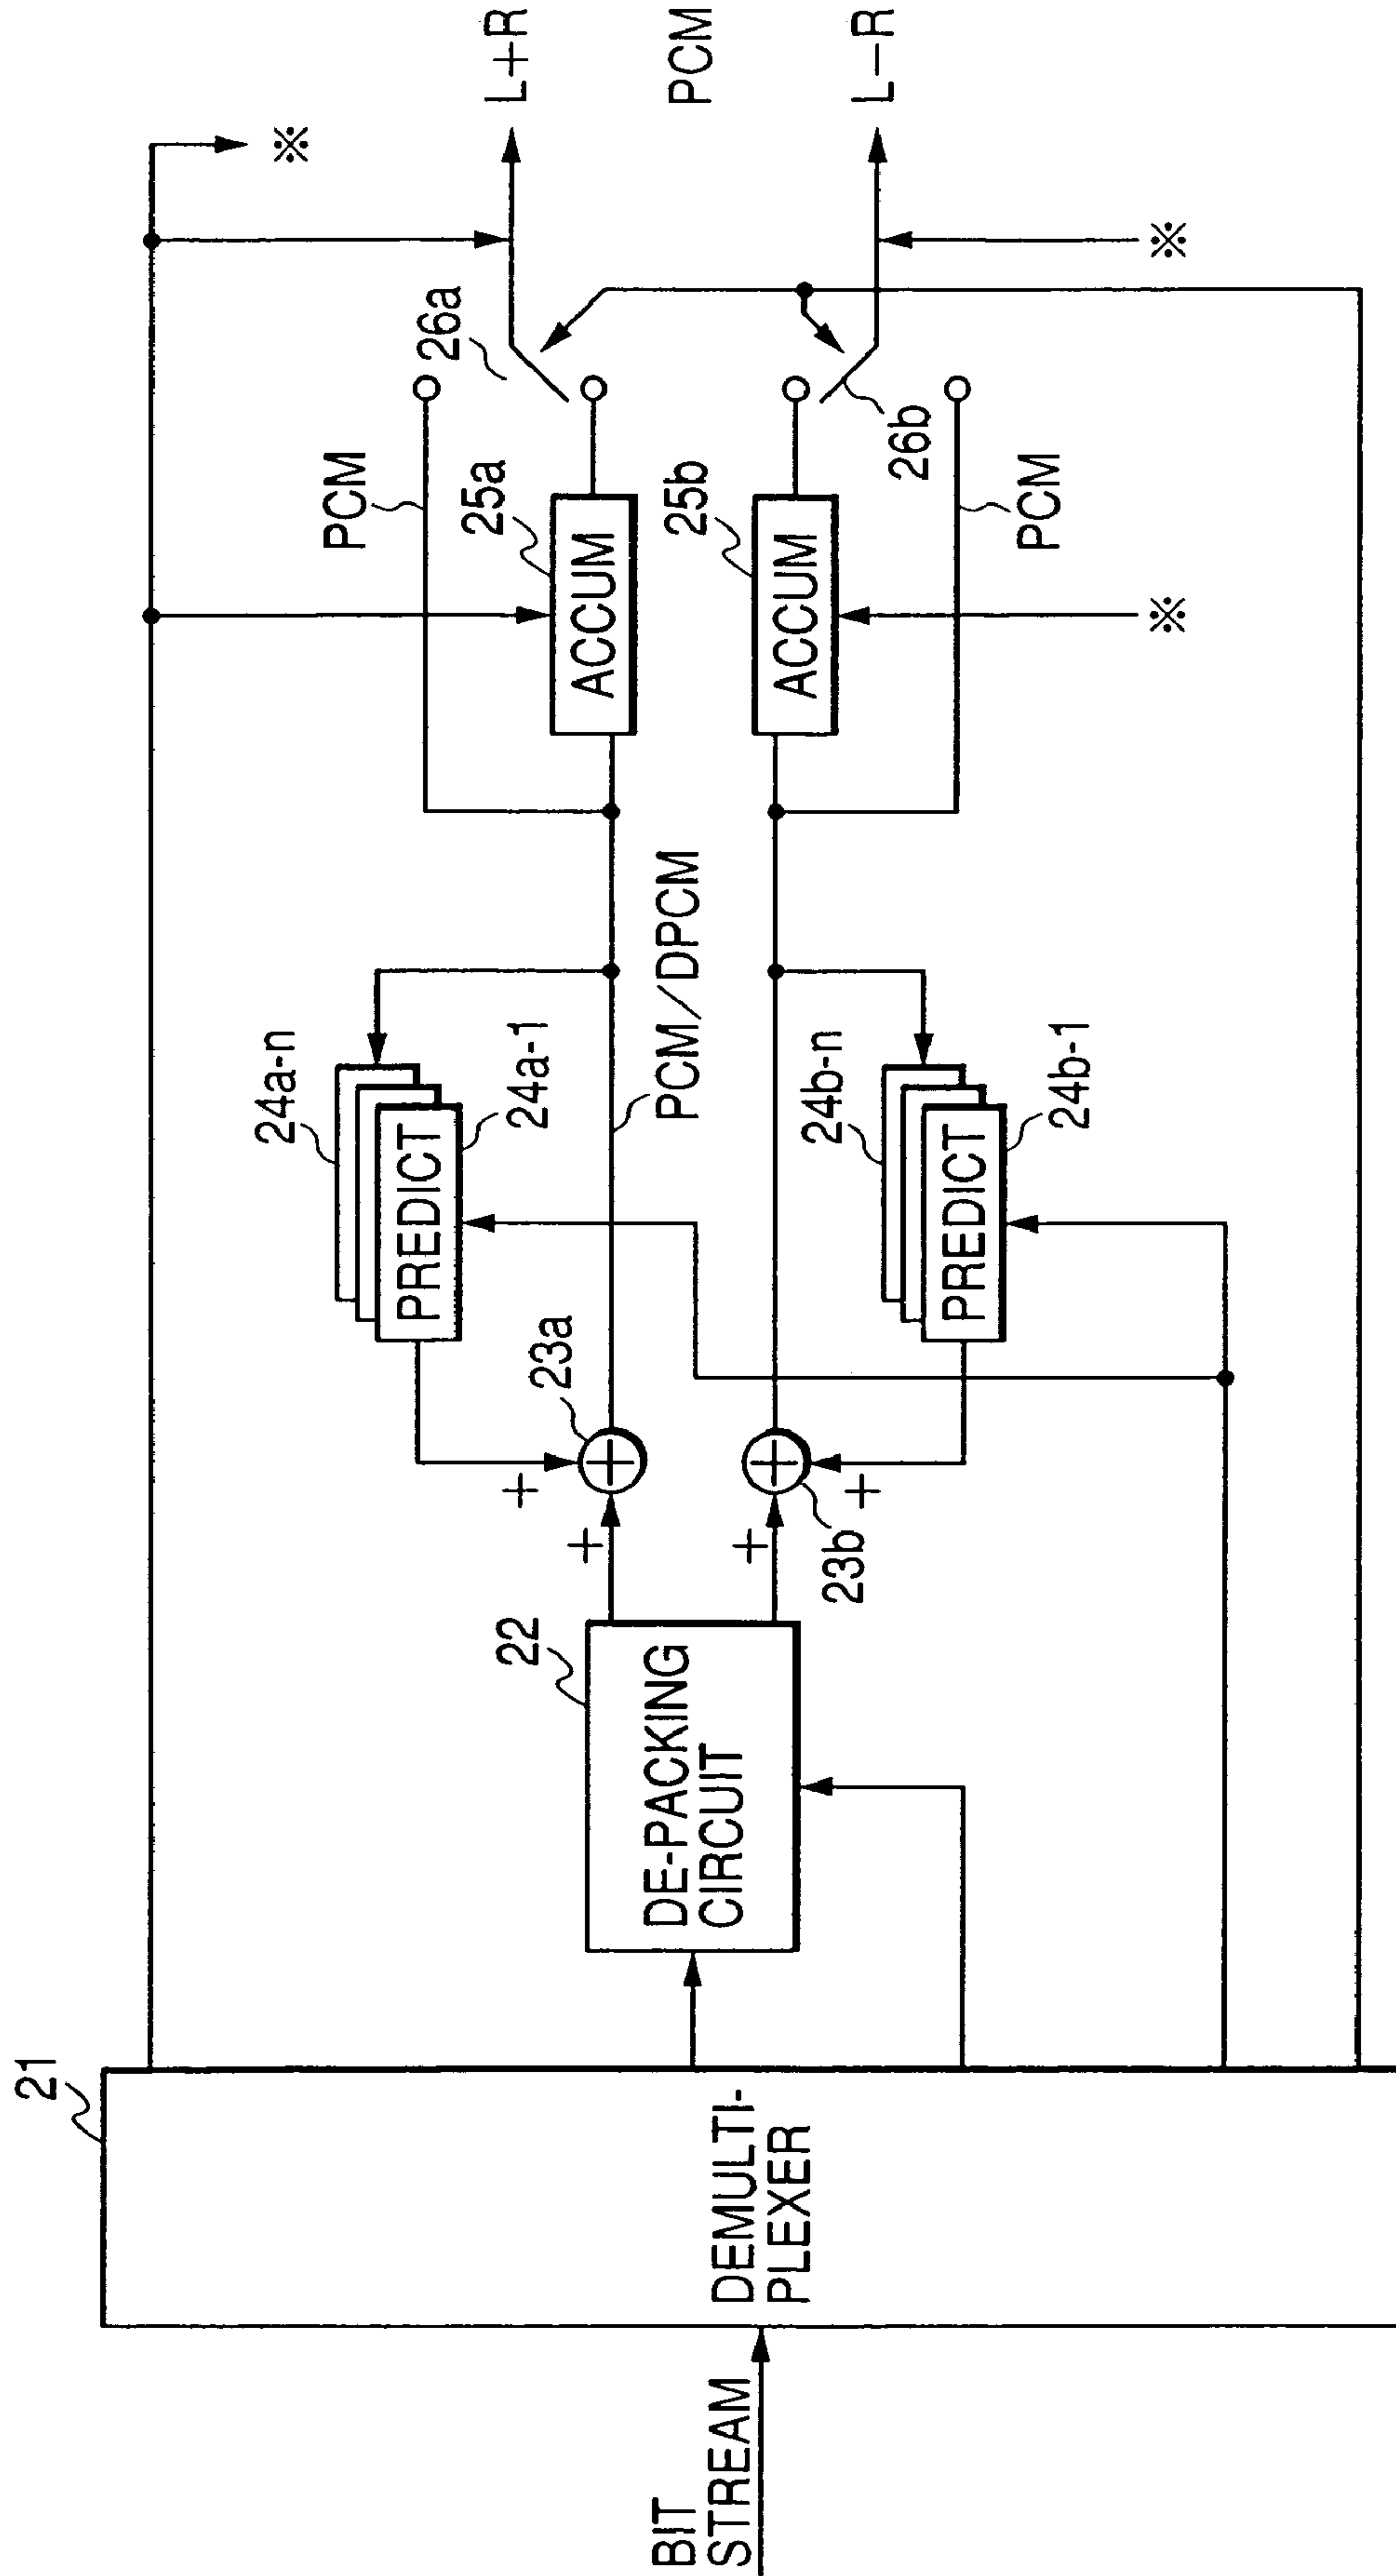 BIT
STREAM
21
DEMULTI-
PLEXER
22
DE-PACKING
CIRCUIT
+
+
+
+
23a
23b
24a-n
PREDICT
24a-1
24b-n
PREDICT
24b-1
PCM/DPCM
PCM
25a
ACCUM
25b
ACCUM
PCM
26a
26b
※
※
※
L+R
PCM
L-R